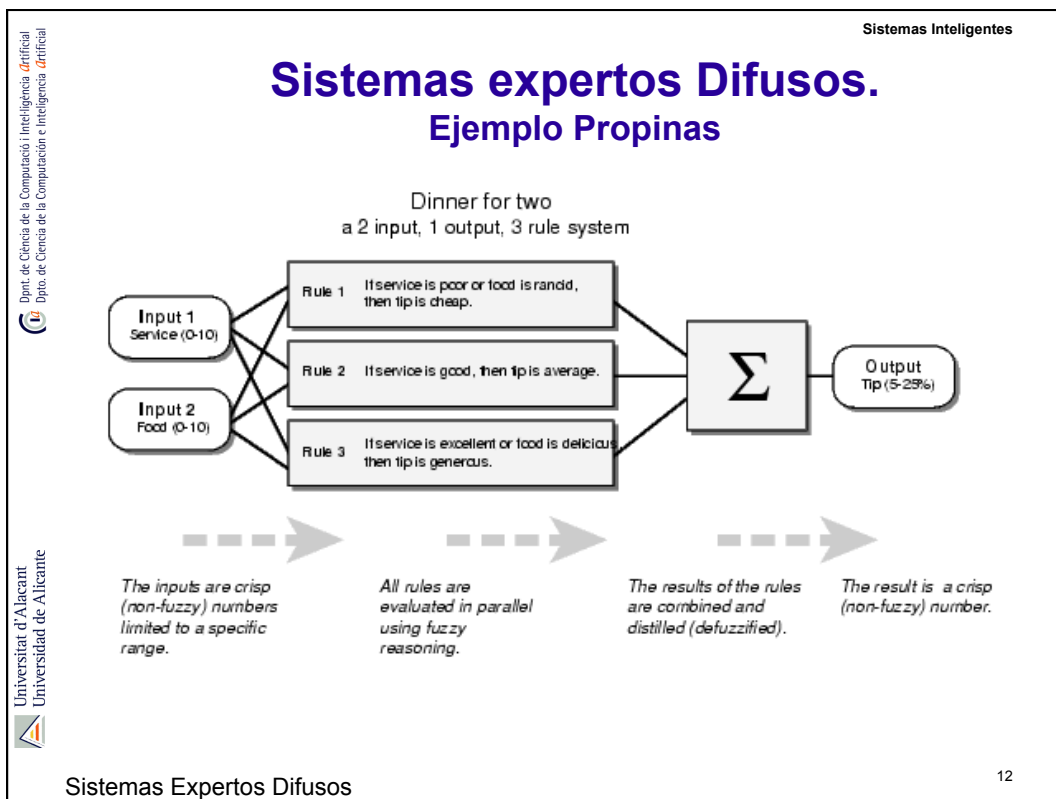 Sistemas Inteligentes
Dpnt. de Ciència de la Computació i Intel·ligència Artificial
Dpto. de Ciencia de la Computación e Inteligencia Artificial
Sistemas expertos Difusos.
Ejemplo Propinas
Dinner for two
a 2 input, 1 output, 3 rule system
Input 1
Service (0-10)
Input 2
Food (0-10)
Rule 1
If service is poor or food is rancid,
then tip is cheap.
Rule 2
If service is good, then tip is average.
Rule 3
If service is excellent or food is delicious
then tip is generous.
Σ
Output
Tip (5-25%)
The inputs are crisp
(non-fuzzy) numbers
limited to a specific
range.
All rules are
evaluated in parallel
using fuzzy
reasoning.
The results of the rules
are combined and
distilled (defuzzified).
The result is a crisp
(non-fuzzy) number.
Universitat d'Alacant
Universidad de Alicante
Sistemas Expertos Difusos
12